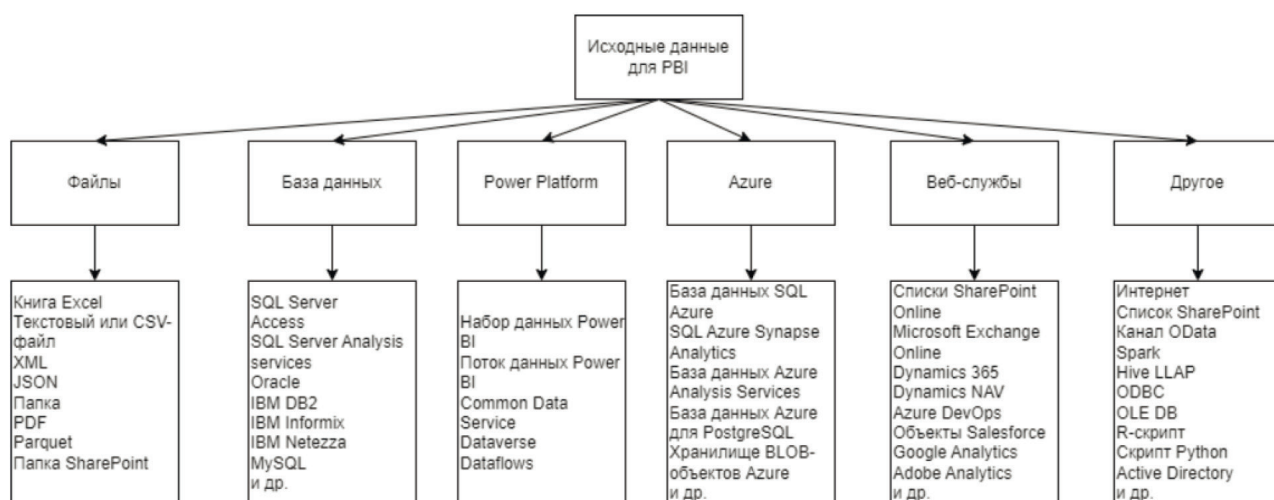 Исходные данные
для PBI
Файлы
База данных
Power Platform
Azure
Веб-службы
Другое
Книга Excel
Текстовый или CSV-
файл
XML
JSON
Папка
PDF
Parquet
Папка SharePoint
SQL Server
Access
SQL Server Analysis
services
Oracle
IBM DB2
IBM Informix
IBM Netezza
MySQL
и др.
Набор данных Power
BI
Поток данных Power
BI
Common Data
Service
Dataverse
Dataflows
База данных SQL
Azure
SQL Azure Synapse
Analytics
База данных Azure
Analysis Services
База данных Azure
для PostgreSQL
Хранилище BLOB-
объектов Azure
и др.
Списки SharePoint
Online
Microsoft Exchange
Online
Dynamics 365
Dynamics NAV
Azure DevOps
Объекты Salesforce
Google Analytics
Adobe Analytics
и др.
Интернет
Список SharePoint
Канал OData
Spark
Hive LLAP
ODBC
OLE DB
R-скрипт
Скрипт Python
Active Directory
и др.